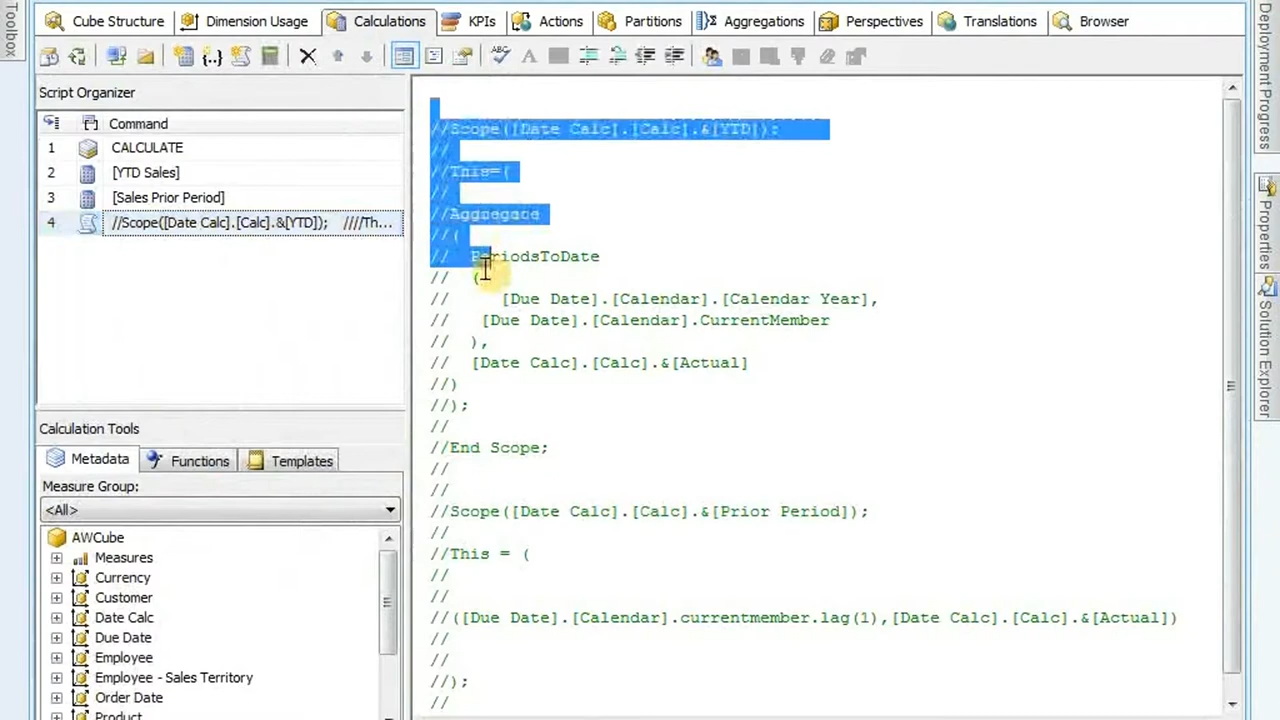 Toolbox
Cube Structure
Dimension Usage
Calculations
KPIs
Actions
Partitions
Aggregations
Perspectives
Translations
Browser
Deployment Progress
Properties
Solution Explorer
Script Organizer
Command
1 CALCULATE
2 [YTD Sales]
3 [Sales Prior Period]
4 //Scope([Date Calc].[Calc].&[YTD]); ////Th...
Calculation Tools
Metadata
Functions
Templates
Measure Group:
<All>
AWCube
Measures
Currency
Customer
Date Calc
Due Date
Employee
Employee - Sales Territory
Order Date
Product
//Scope([Date Calc].[Calc].&[YTD]);
//
//This=(
//
//Aggregate
//(
// PeriodsToDate
// (
// [Due Date].[Calendar].[Calendar Year],
// [Due Date].[Calendar].CurrentMember
// ),
// [Date Calc].[Calc].&[Actual]
//)
//);
//
//End Scope;
//
//
//Scope([Date Calc].[Calc].&[Prior Period]);
//
//This = (
//
//
//([Due Date].[Calendar].currentmember.lag(1),[Date Calc].[Calc].&[Actual])
//
//
//);
//